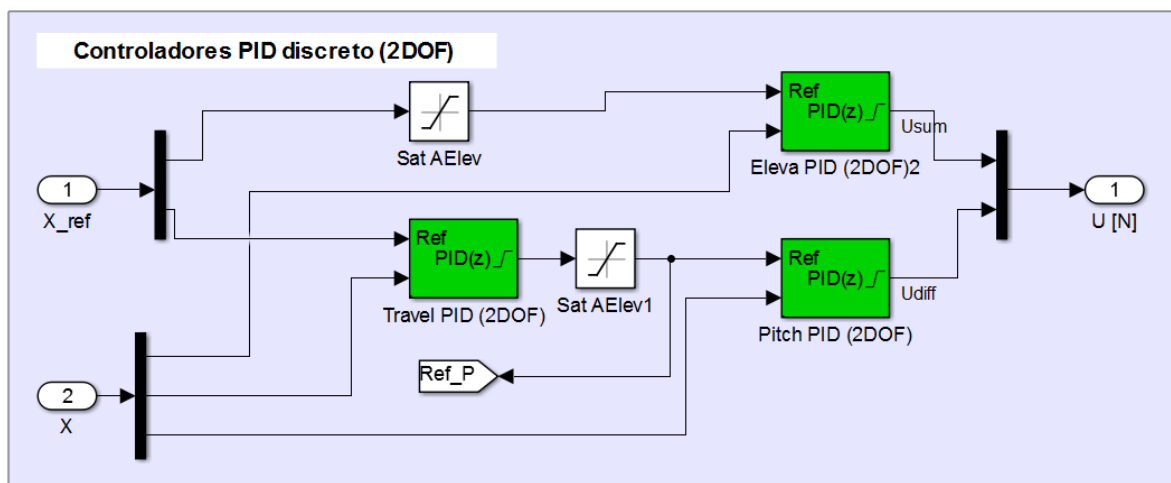 Controladores PID discreto (2DOF)
Ref
PID(z)
Usum
Sat AElev
Eleva PID (2DOF)2
1
X_ref
1
U [N]
Ref
PID(z)
Sat AElev1
Travel PID (2DOF)
Ref
PID(z)
Udiff
Pitch PID (2DOF)
Ref_P
2
X